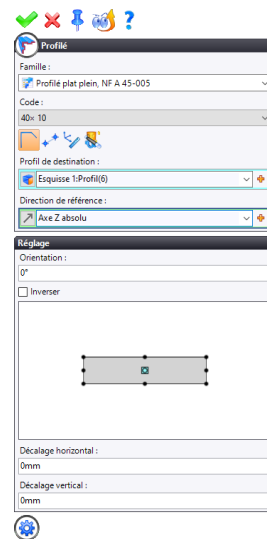 Profilé
Famille :
Profilé plat plein, NF A 45-005
Code :
40× 10
Profil de destination :
Esquisse 1:Profil(6)
Direction de référence :
Axe Z absolu
Réglage
Orientation :
0°
Inverser
Décalage horizontal :
0mm
Décalage vertical :
0mm